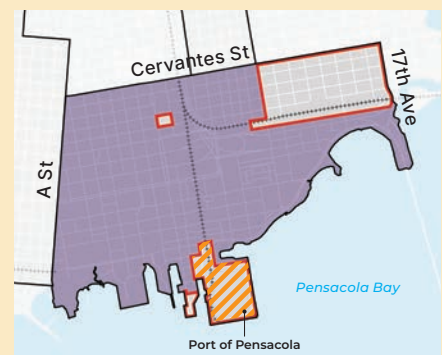 Cervantes St
17th Ave
A St
Pensacola Bay
Port of Pensacola